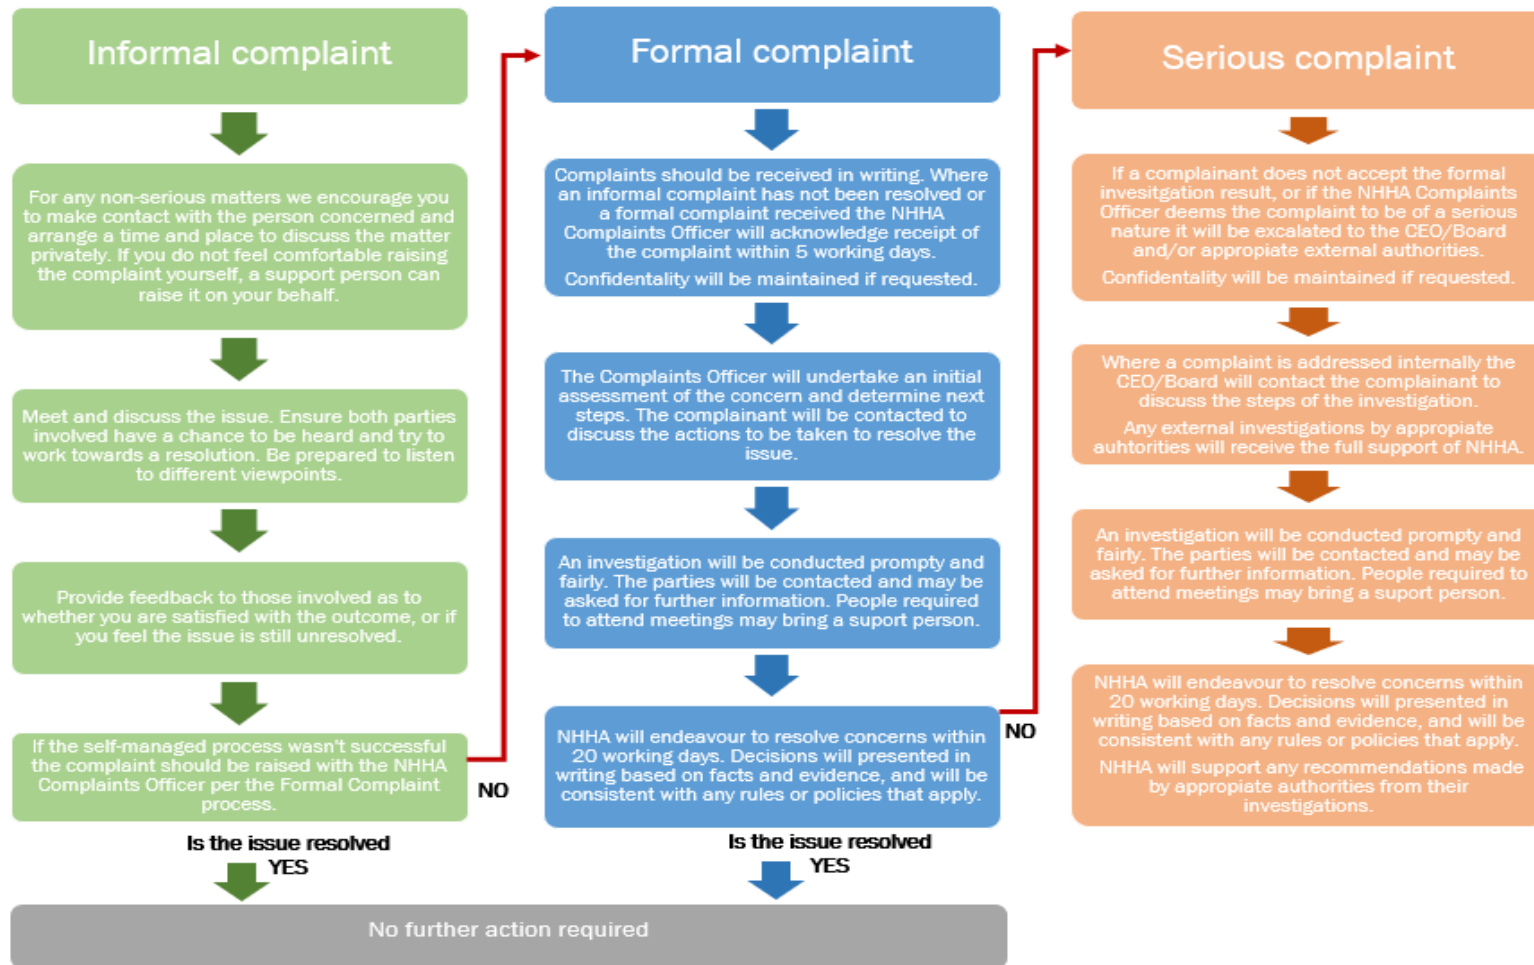 Informal complaint
For any non-serious matters we encourage you
to make contact with the person concerned and
arrange a time and place to discuss the matter
privately. If you do not feel comfortable raising
the complaint yourself, a support person can
raise it on your behalf.
Meet and discuss the issue. Ensure both parties
involved have a chance to be heard and try to
work towards a resolution. Be prepared to listen
to different viewpoints.
Provide feedback to those involved as to
whether you are satisfied with the outcome, or if
you feel the issue is still unresolved.
If the self-managed process wasn't successful
the complaint should be raised with the NHHA
Complaints Officer per the Formal Complaint
process.
NO
Is the issue resolved
YES
Formal complaint
Complaints should be received in writing. Where
an informal complaint has not been resolved or
a formal complaint received the NHHA
Complaints Officer will acknowledge receipt of
the complaint within 5 working days.
Confidentality will be maintained if requested.
The Complaints Officer will undertake an initial
assessment of the concern and determine next
steps. The complainant will be contacted to
discuss the actions to be taken to resolve the
issue.
An investigation will be conducted prompty and
fairly. The parties will be contacted and may be
asked for further information. People required
to attend meetings may bring a suport person.
NHHA will endeavour to resolve concerns within
20 working days. Decisions will presented in
writing based on facts and evidence, and will be
consistent with any rules or policies that apply.
NO
Is the issue resolved
YES
Serious complaint
If a complainant does not accept the formal
invesitgation result, or if the NHHA Complaints
Officer deems the complaint to be of a serious
nature it will be excalated to the CEO/Board
and/or appropiate external authorities.
Confidentality will be maintained if requested.
Where a complaint is addressed internally the
CEO/Board will contact the complainant to
discuss the steps of the investigation.
Any external investigations by appropiate
auhtorities will receive the full support of NHHA.
An investigation will be conducted prompty and
fairly. The parties will be contacted and may be
asked for further information. People required to
attend meetings may bring a suport person.
NHHA will endeavour to resolve concerns within
20 working days. Decisions will presented in
writing based on facts and evidence, and will be
consistent with any rules or policies that apply.
NHHA will support any recommendations made
by appropiate authorities from their
investigations.
No further action required